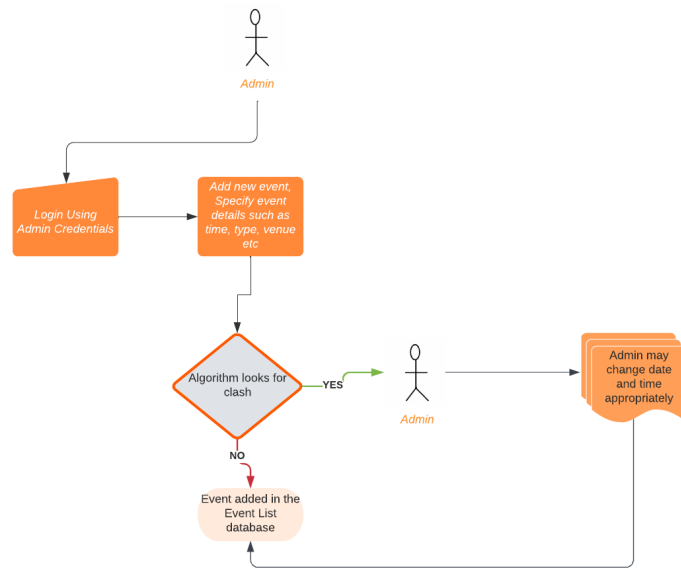 Admin
Login Using
Admin Credentials
Add new event,
Specify event
details such as
time, type, venue
etc
Algorithm looks for
clash
YES
Admin
Admin may
change date
and time
appropriately
NO
Event added in the
Event List
database